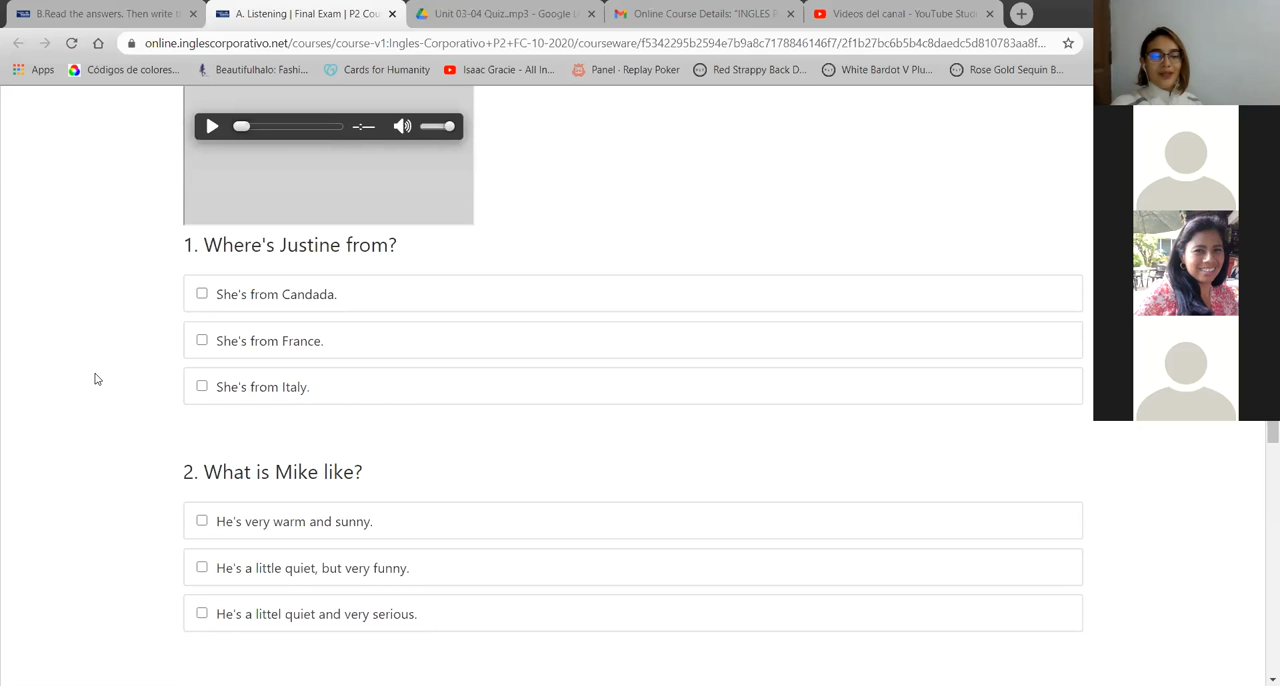 B.Read the answers. Then write
A. Listening | Final Exam | P2 Cou
Unit 03-04 Quiz..mp3 - Google
Online Course Details: "INGLES P
Videos del canal - YouTube Stu
online.inglescorporativo.net/courses/course-v1:Ingles-Corporativo+P2+FC-10-2020/courseware/f5342295b2594e7b9a8c7178846146f7/2f1b27bc6b5b4c8daedc5d810783aa8f...
Apps
Códigos de colores...
Beautifulhalo: Fashi...
Cards for Humanity
Isaac Gracie - All In...
Panel · Replay Poker
Red Strappy Back D...
White Bardot V Plu...
Rose Gold Sequin B...
-:--
1. Where's Justine from?
She's from Candada.
She's from France.
She's from Italy.
2. What is Mike like?
He's very warm and sunny.
He's a little quiet, but very funny.
He's a littel quiet and very serious.